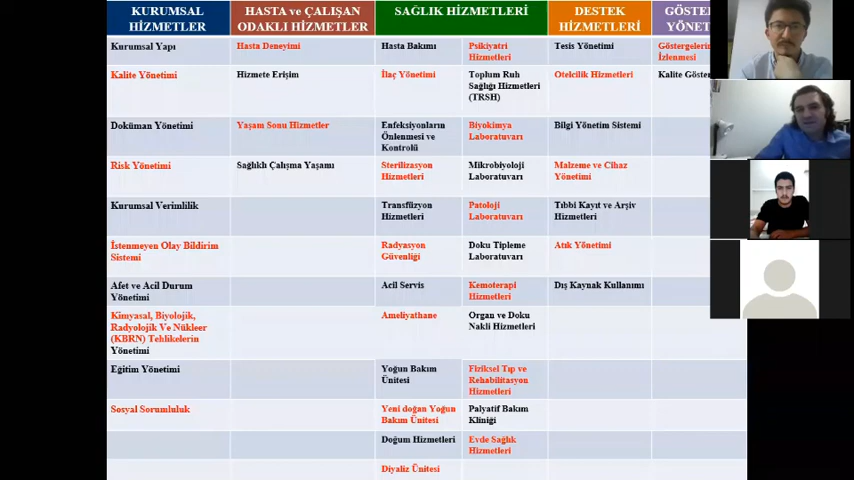 KURUMSAL
HİZMETLER
HASTA ve ÇALIŞAN
ODAKLI HİZMETLER
SAĞLIK HİZMETLERİ
DESTEK
HİZMETLERİ
GÖSTE
YÖNET
Kurumsal Yapı
Hasta Deneyimi
Hasta Bakımı
Psikiyatri
Hizmetleri
Tesis Yönetimi
Göstergelerin
İzlenmesi
Kalite Yönetimi
Hizmete Erişim
İlaç Yönetimi
Toplum Ruh
Sağlığı Hizmetleri
(TRSH)
Otelcilik Hizmetleri
Kalite Göster
Doküman Yönetimi
Yaşam Sonu Hizmetler
Enfeksiyonların
Önlenmesi ve
Kontrolü
Biyokimya
Laboratuvarı
Bilgi Yönetim Sistemi
Risk Yönetimi
Sağlıklı Çalışma Yaşamı
Sterilizasyon
Hizmetleri
Mikrobiyoloji
Laboratuvarı
Malzeme ve Cihaz
Yönetimi
Kurumsal Verimlilik
Transfüzyon
Hizmetleri
Patoloji
Laboratuvarı
Tıbbi Kayıt ve Arşiv
Hizmetleri
İstenmeyen Olay Bildirim
Sistemi
Radyasyon
Güvenliği
Doku Tipleme
Laboratuvarı
Atık Yönetimi
Afet ve Acil Durum
Yönetimi
Acil Servis
Kemoterapi
Hizmetleri
Dış Kaynak Kullanımı
Kimyasal, Biyolojik,
Radyolojik Ve Nükleer
(KBRN) Tehlikelerin
Yönetimi
Ameliyathane
Organ ve Doku
Nakli Hizmetleri
Eğitim Yönetimi
Yoğun Bakım
Ünitesi
Fiziksel Tıp ve
Rehabilitasyon
Hizmetleri
Sosyal Sorumluluk
Yeni doğan Yoğun
Bakım Ünitesi
Palyatif Bakım
Kliniği
Doğum Hizmetleri
Evde Sağlık
Hizmetleri
Diyaliz Ünitesi